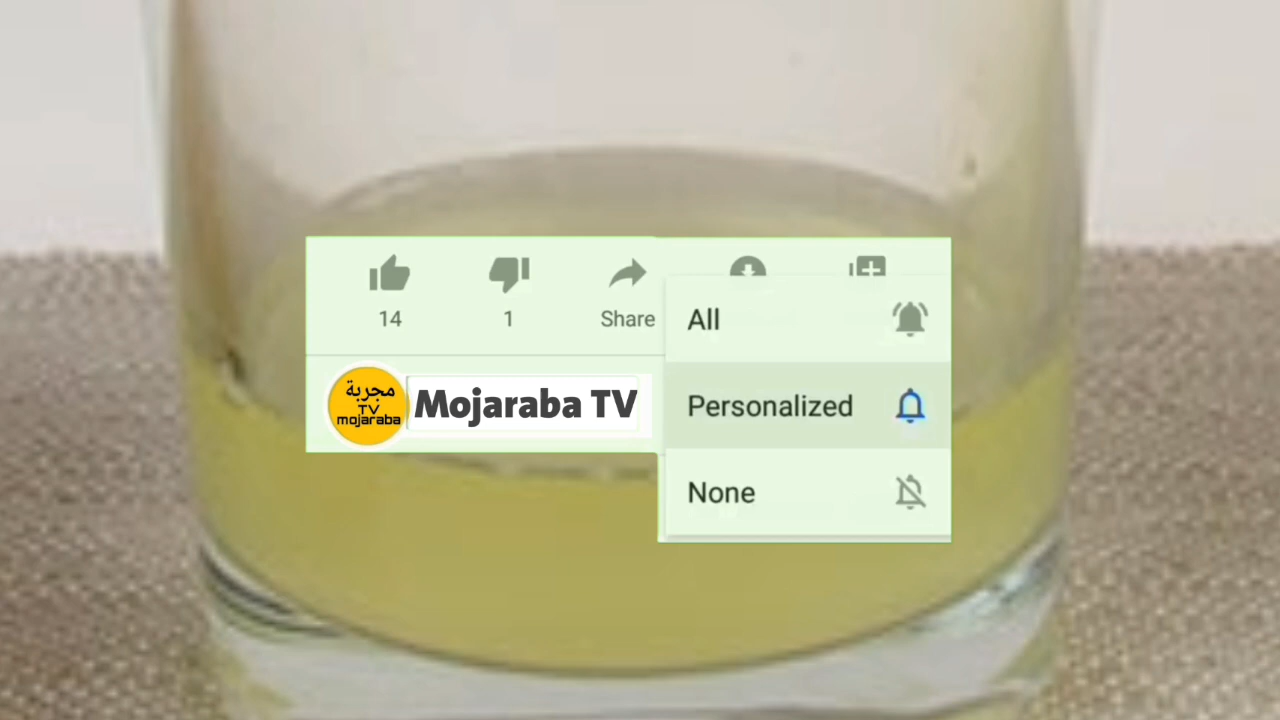 14
1
Share
All
مجربة
TV
mojaraba
Mojaraba TV
Personalized
None